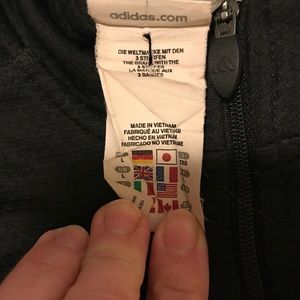 adidas.com
DIE WELTMARKE MIT DEN
3 STREIFEN
THE BRAND WITH THE
3 STRIPES
LA MARQUE AUX
3 BANDES
MADE IN VIETNAM
FABRIQUÉ AU VIETNAM
HECHO EN VIETNAM
FABRICADO NO VIETNAM